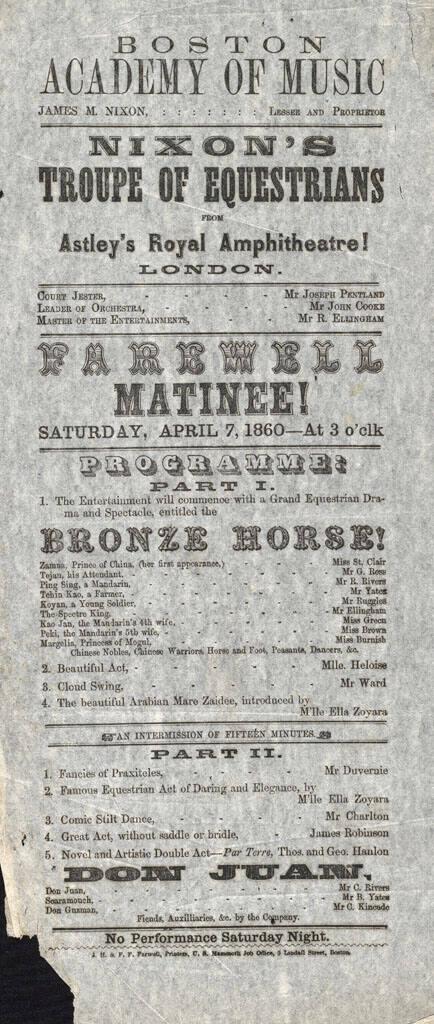 BOSTON
ACADEMY OF MUSIC
JAMES M. NIXON, : : : : : : : LESSEE AND PROPRIETOR
NIXON'S
TROUPE OF EQUESTRIANS
FROM
Astley's Royal Amphitheatre!
LONDON.
COURT JESTER, - - - - - Mr JOSEPH PENTLAND
LEADER OF ORCHESTRA, - - - - - Mr JOHN COOKE
MASTER OF THE ENTERTAINMENTS, - - - - Mr R. ELLINGHAM
FAREWELL
MATINEE!
SATURDAY, APRIL 7, 1860—At 3 o'clk
PROGRAMME:
PART I.
1. The Entertainment will commence with a Grand Equestrian Dra-
ma and Spectacle, entitled the
BRONZE HORSE!
Zamna, Prince of China, (her first appearance,) - - - Miss St. Clair
Tejan, his Attendant, - - - - - Mr G. Ross
Ping Sing, a Mandarin, - - - - - Mr R. Rivers
Tchin Kao, a Farmer, - - - - - Mr Yates
Koyan, a Young Soldier, - - - - - Mr Ruggles
The Spectre King, - - - - - Mr Ellingham
Kao Jan, the Mandarin's 4th wife, - - - - Miss Green
Peki, the Mandarin's 5th wife, - - - - Miss Brown
Margelia, Princess of Mogul, - - - - Miss Burnish
Chinese Nobles, Chinese Warriors, Horse and Foot, Peasants, Dancers, &c.
2. Beautiful Act, - - - - Mlle. Heloise
3. Cloud Swing, - - - - Mr Ward
4. The beautiful Arabian Mare Zaidee, introduced by
M'lle Ella Zoyara
AN INTERMISSION OF FIFTEEN MINUTES.
PART II.
1. Fancies of Praxiteles, - - - - Mr Duvernie
2. Famous Equestrian Act of Daring and Elegance, by
M'lle Ella Zoyara
3. Comic Stilt Dance, - - - - Mr Charlton
4. Great Act, without saddle or bridle, - - James Robinson
5. Novel and Artistic Double Act—Par Terre, Thos. and Geo. Hanlon
DON JUAN,
Don Juan, - - - - - Mr C. Rivers
Scaramouch, - - - - - Mr B. Yates
Don Guzman, - - - - - Mr C. Kincade
Fiends, Auxilliaries, &c. by the Company.
No Performance Saturday Night.
J. H. & F. F. Farwell, Printers, C. S. Mammoth Job Office, 5 Lindall Street, Boston.